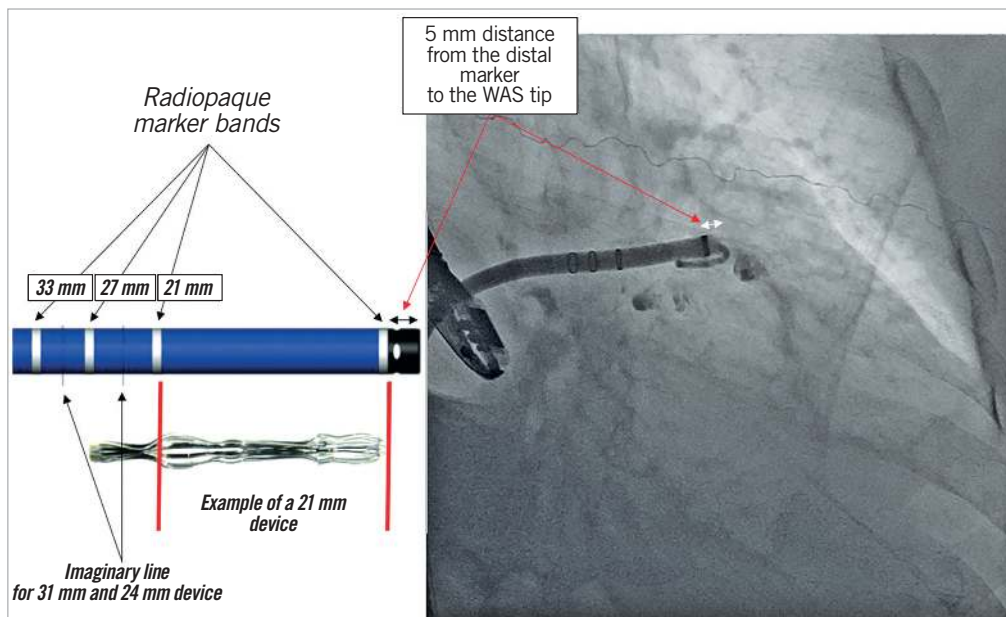 5 mm distance
from the distal
marker
to the WAS tip
Radiopaque
marker bands
33 mm
27 mm
21 mm
Example of a 21 mm
device
Imaginary line
for 31 mm and 24 mm device